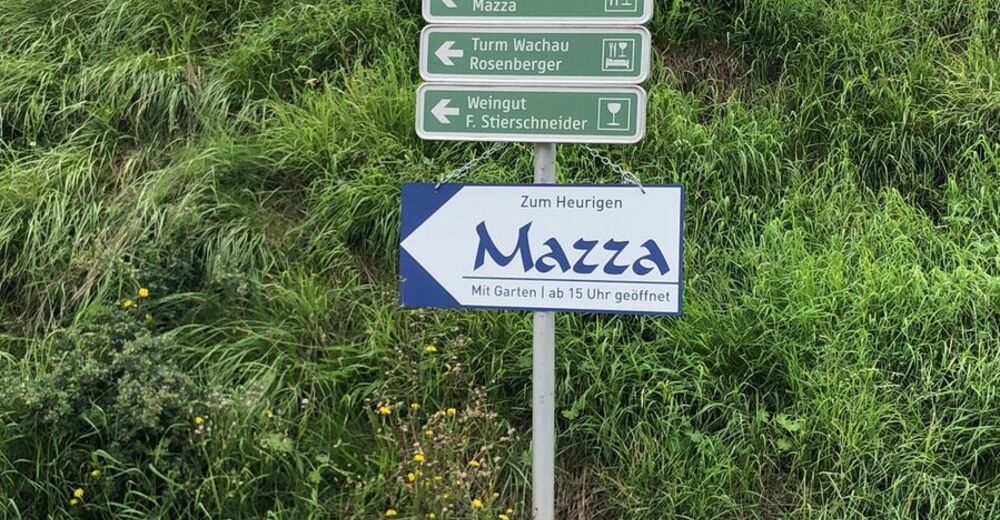 Mazza
Turm Wachau
Rosenberger
Weingut
F. Stierschneider
Zum Heurigen
Mazza
Mit Garten | ab 15 Uhr geöffnet